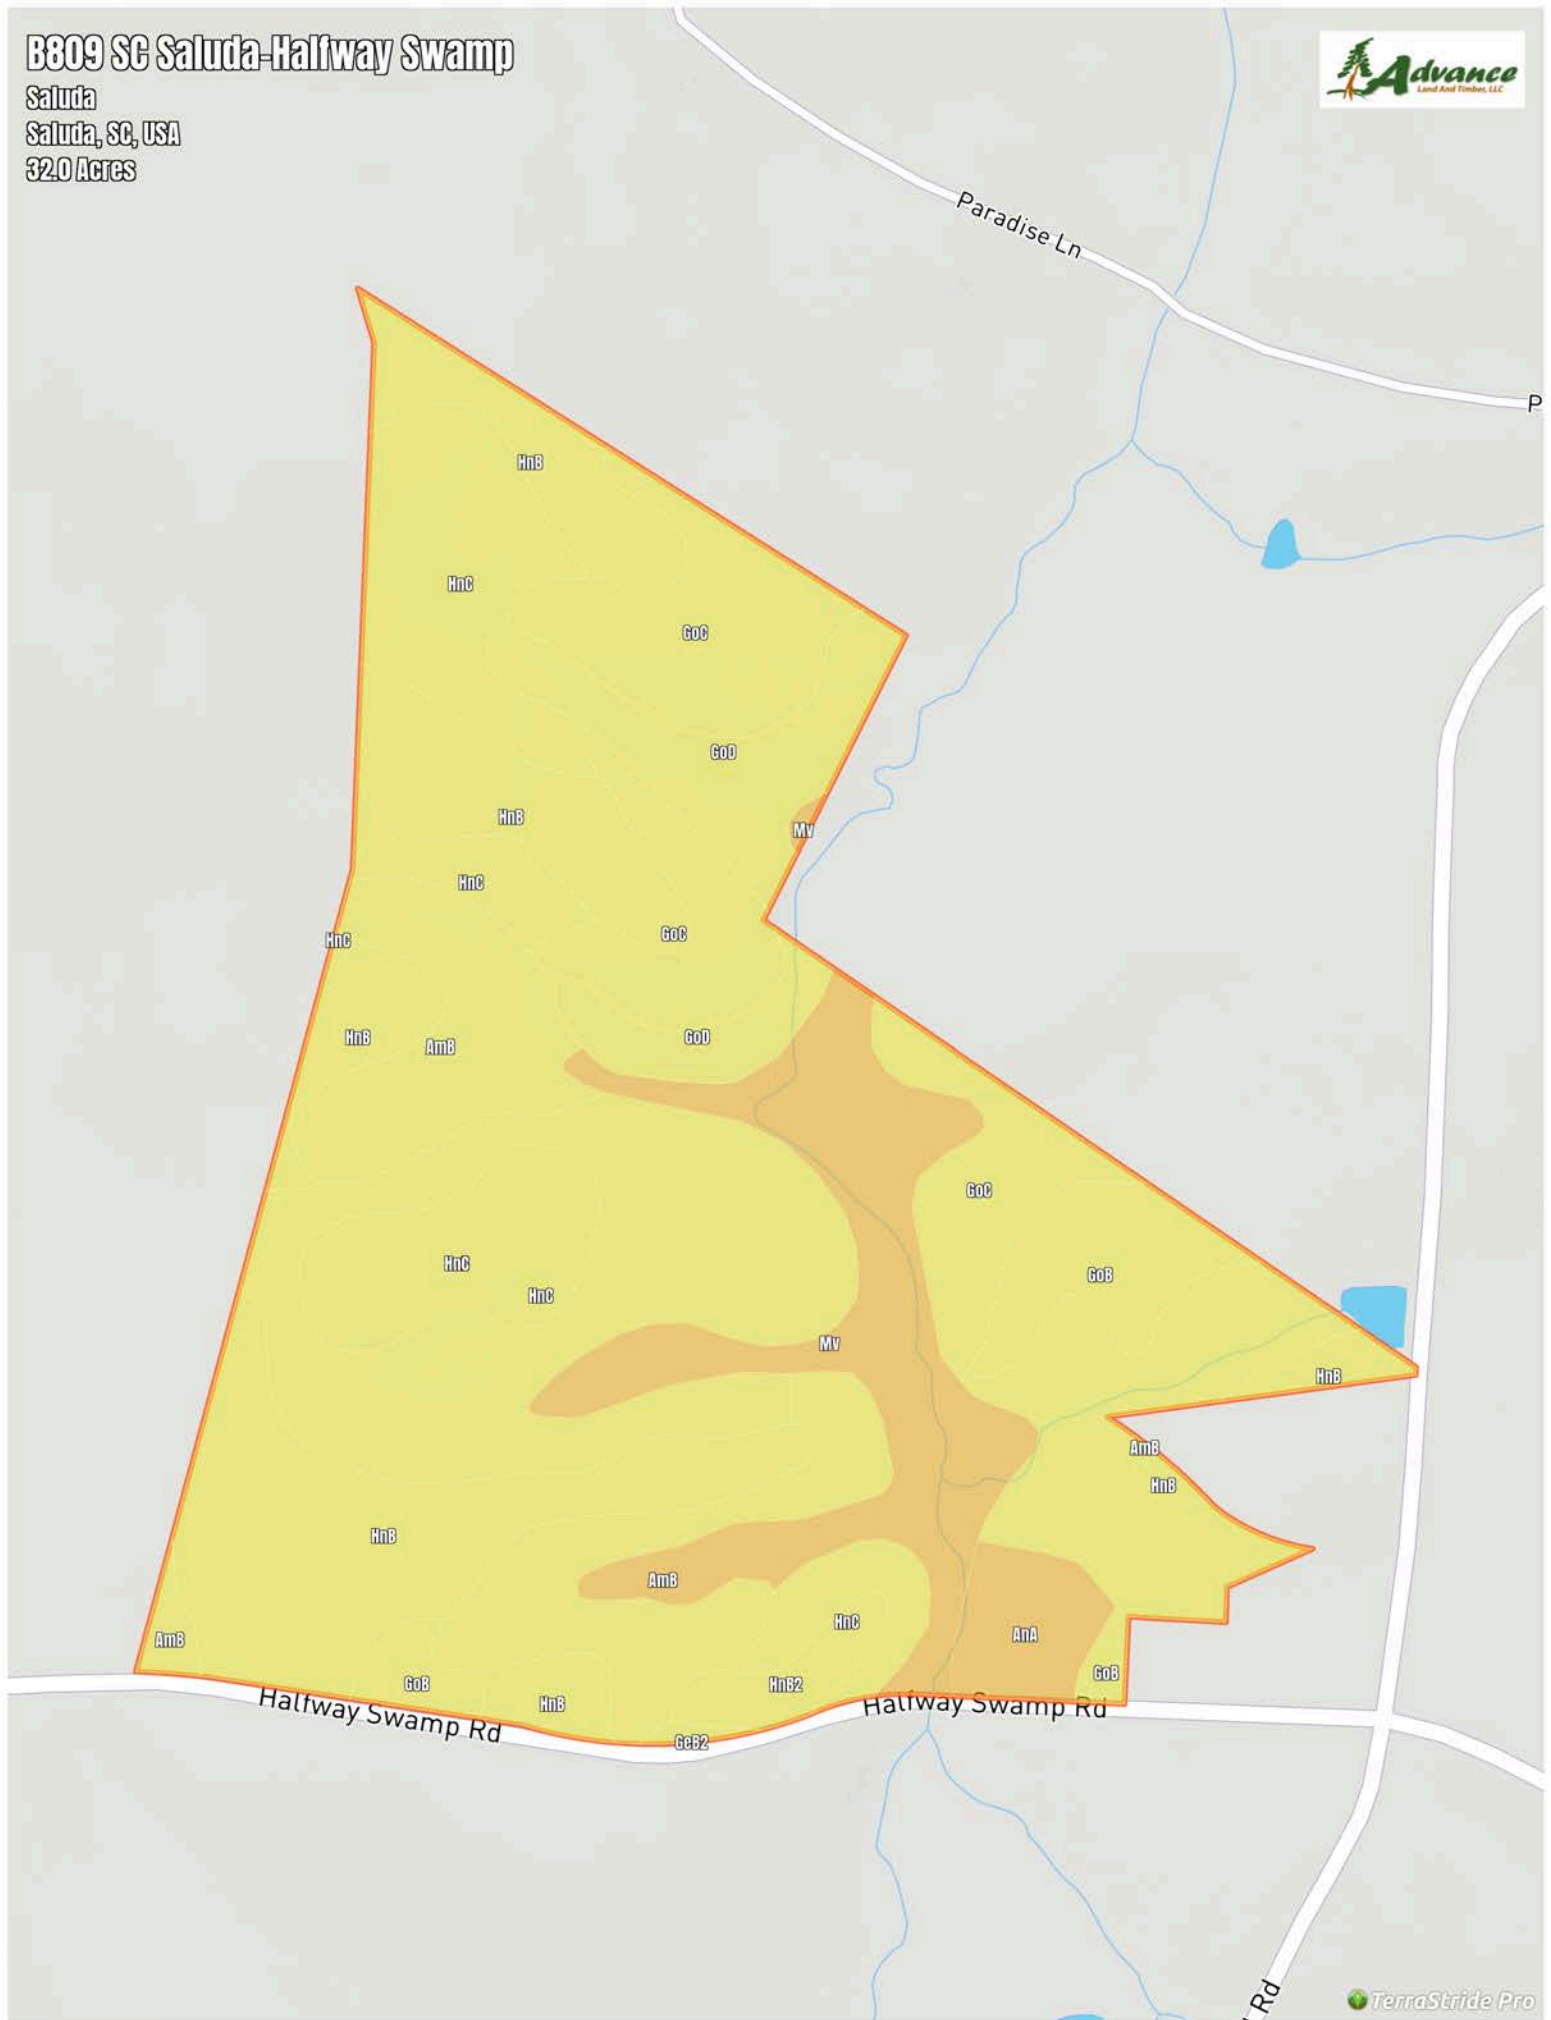 B809 SC Saluda-Halfway Swamp
Saluda
Saluda, SC, USA
32.0 Acres
Advance
Land And Timber, LLC
Paradise Ln
P
HnB
HnC
GoC
GoD
HnB
Mv
HnC
GoC
HnC
HnB
AmB
GoD
GoC
HnC
GoB
HnC
Mv
HnB
AmB
HnB
HnB
AmB
HnC
AnA
AmB
GoB
GoB
HnB2
HnB
Halfway Swamp Rd
Halfway Swamp Rd
GeB2
Rd
TerraStride Pro